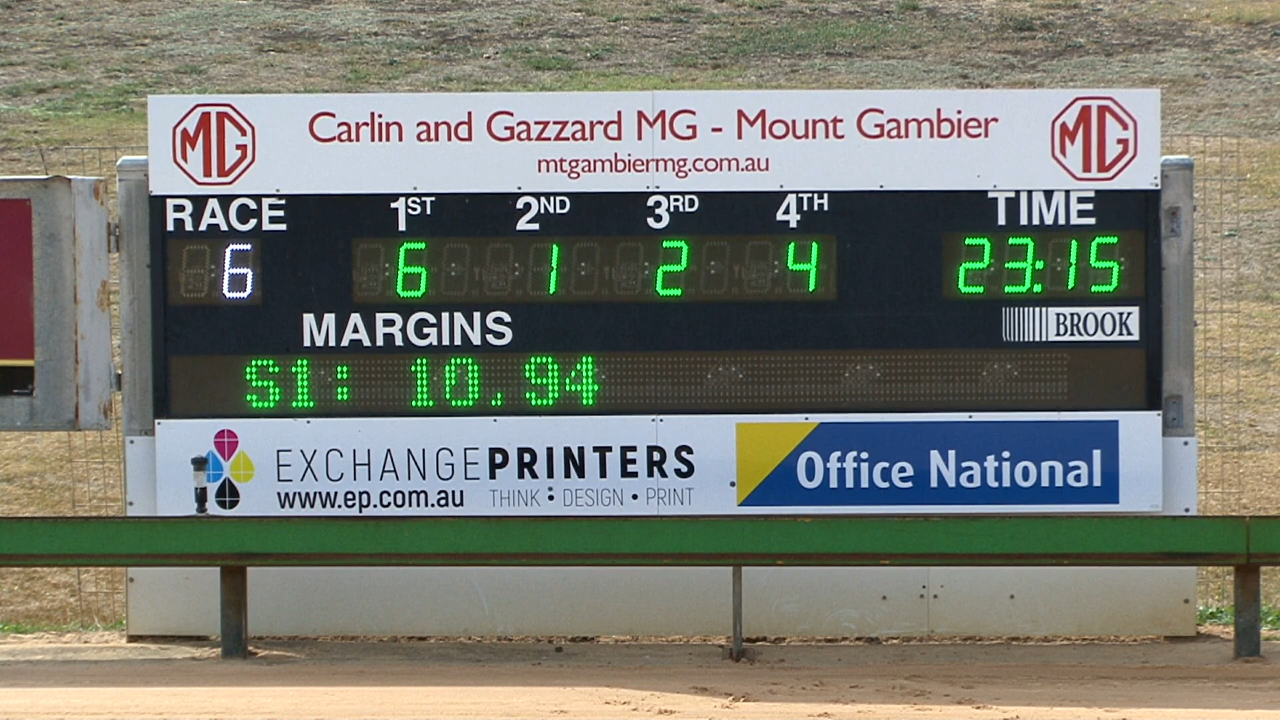 MG Carlin and Gazzard MG - Mount Gambier MG
mtgambiermg.com.au
RACE 1ST 2ND 3RD 4TH TIME
6 6 1 2 4 23:15
MARGINS BROOK
S1: 10.94
EXCHANGEPRINTERS Office National
www.ep.com.au THINK • DESIGN • PRINT